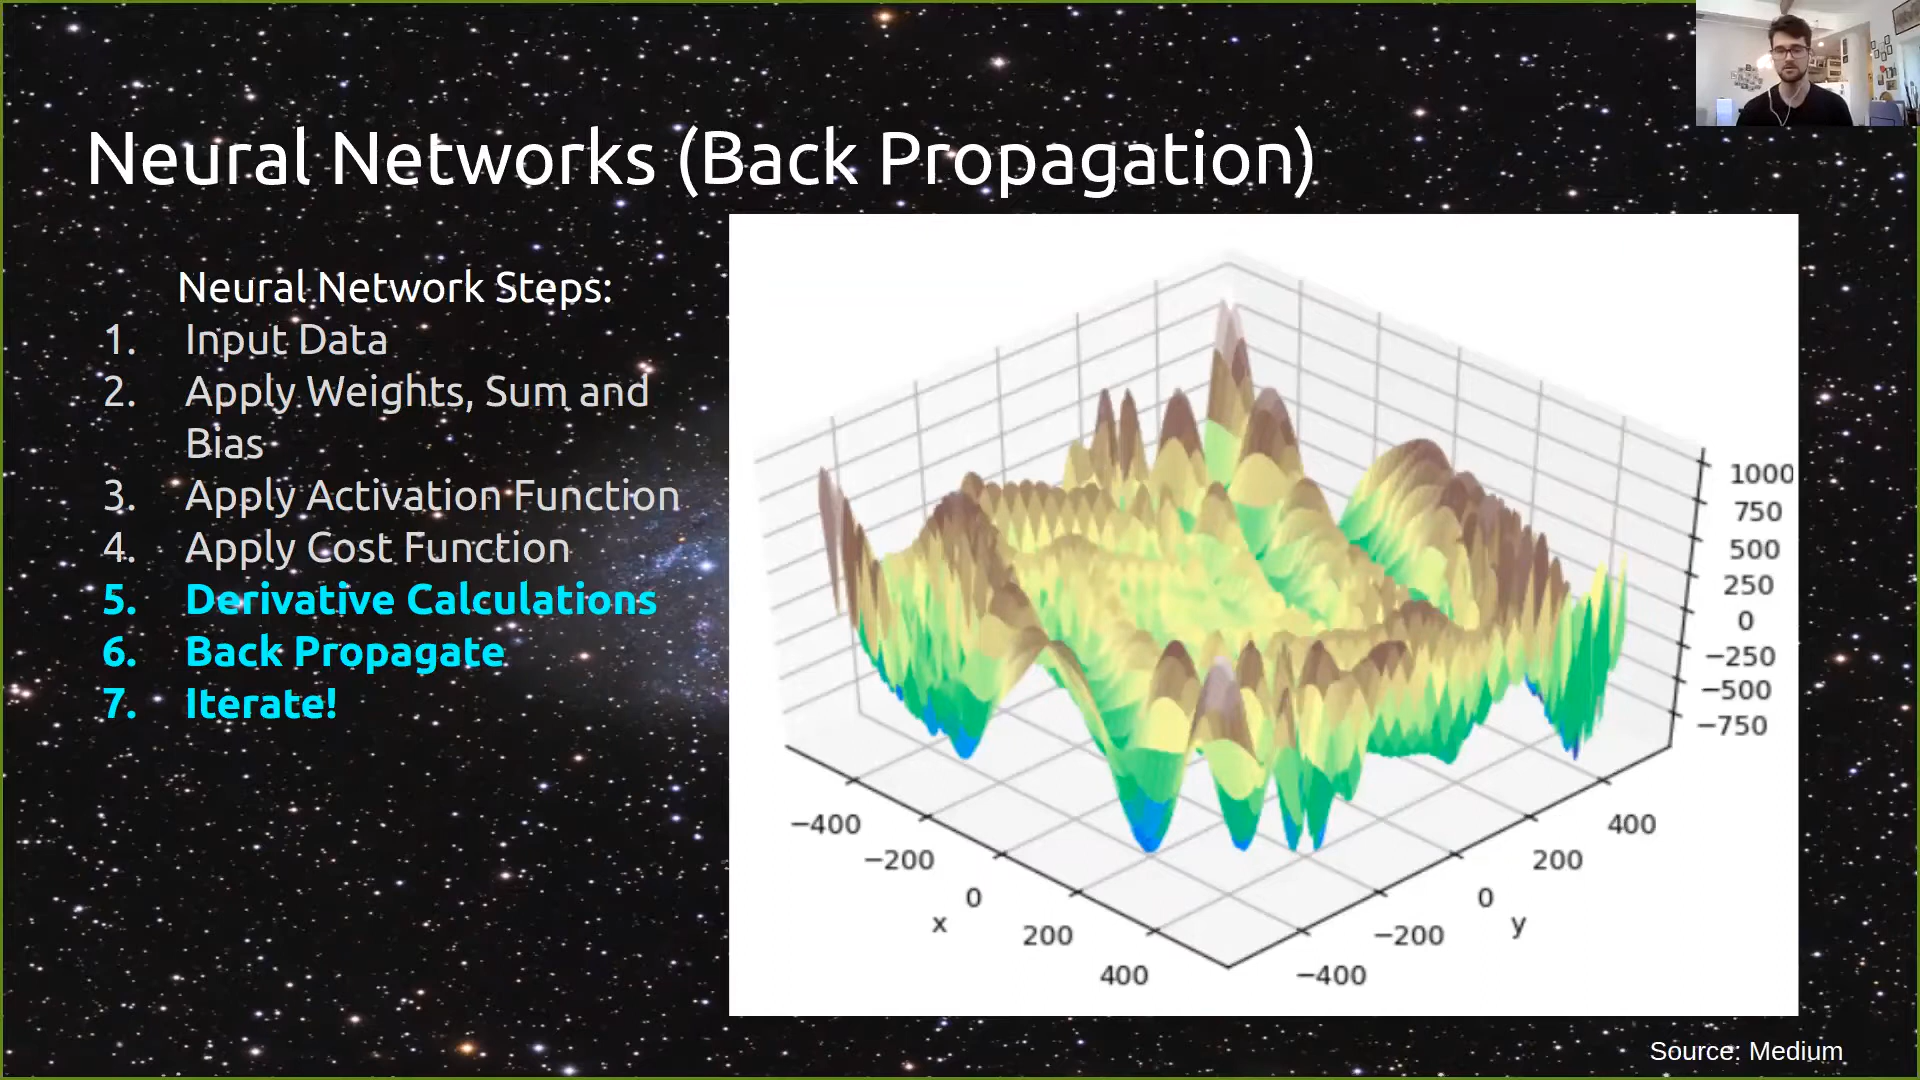 Neural Networks (Back Propagation)
Neural Network Steps:
1. Input Data
2. Apply Weights, Sum and
Bias
3. Apply Activation Function
4. Apply Cost Function
5. Derivative Calculations
6. Back Propagate
7. Iterate!
1000
750
500
250
0
−250
−500
−750
−400
−200
0
200
400
x
−400
−200
0
200
400
y
Source: Medium